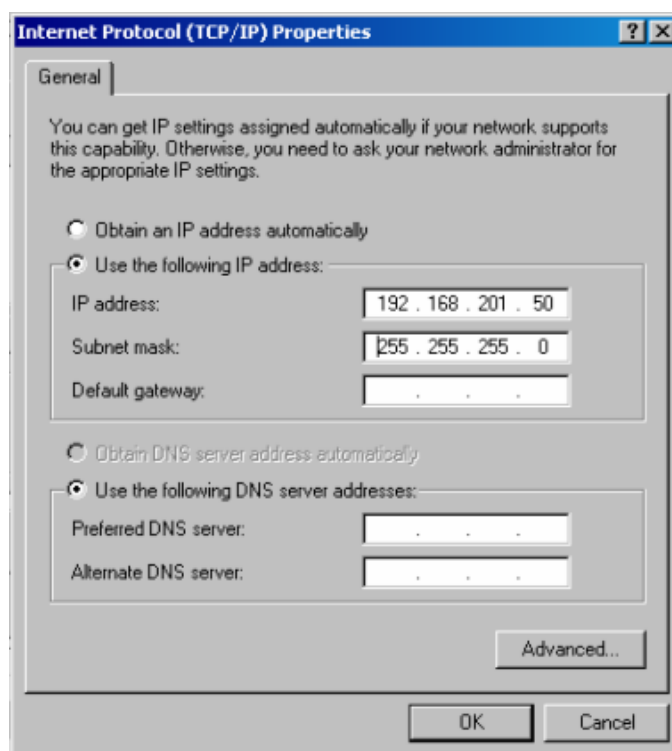 Internet Protocol (TCP/IP) Properties
General
You can get IP settings assigned automatically if your network supports
this capability. Otherwise, you need to ask your network administrator for
the appropriate IP settings.
Obtain an IP address automatically
Use the following IP address:
IP address: 192 . 168 . 201 . 50
Subnet mask: 255 . 255 . 255 . 0
Default gateway: . . .
Obtain DNS server address automatically
Use the following DNS server addresses:
Preferred DNS server: . . .
Alternate DNS server: . . .
Advanced...
OK Cancel